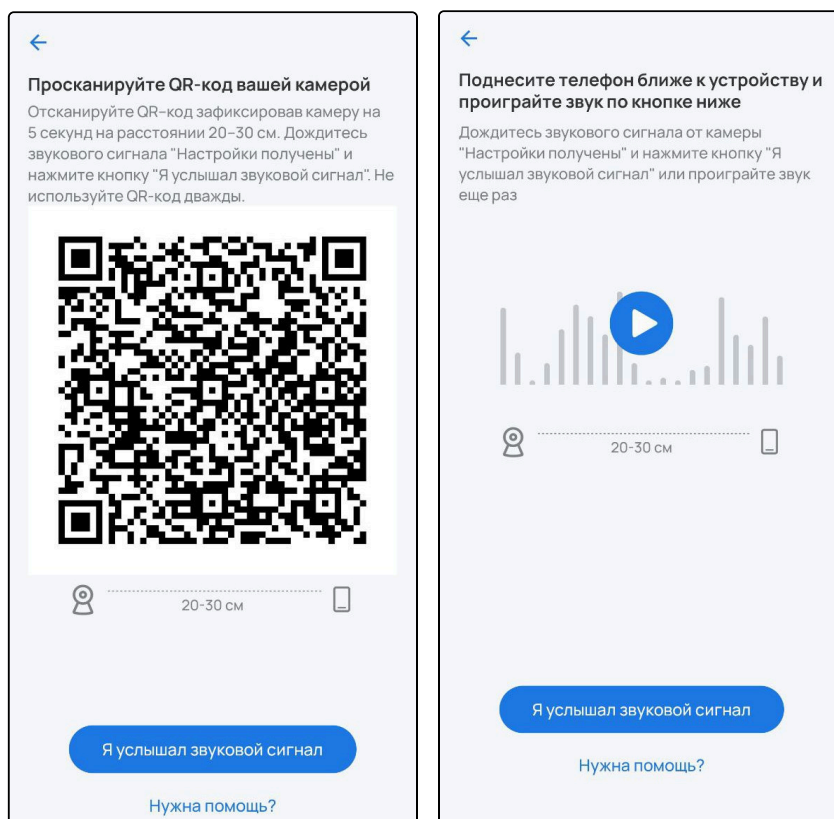 Просканируйте QR-код вашей камерой
Отсканируйте QR–код зафиксировав камеру на
5 секунд на расстоянии 20–30 см. Дождитесь
звукового сигнала "Настройки получены" и
нажмите кнопку "Я услышал звуковой сигнал". Не
используйте QR-код дважды.
20-30 см
Я услышал звуковой сигнал
Нужна помощь?
Поднесите телефон ближе к устройству и
проиграйте звук по кнопке ниже
Дождитесь звукового сигнала от камеры
"Настройки получены" и нажмите кнопку "Я
услышал звуковой сигнал" или проиграйте звук
еще раз
20-30 см
Я услышал звуковой сигнал
Нужна помощь?